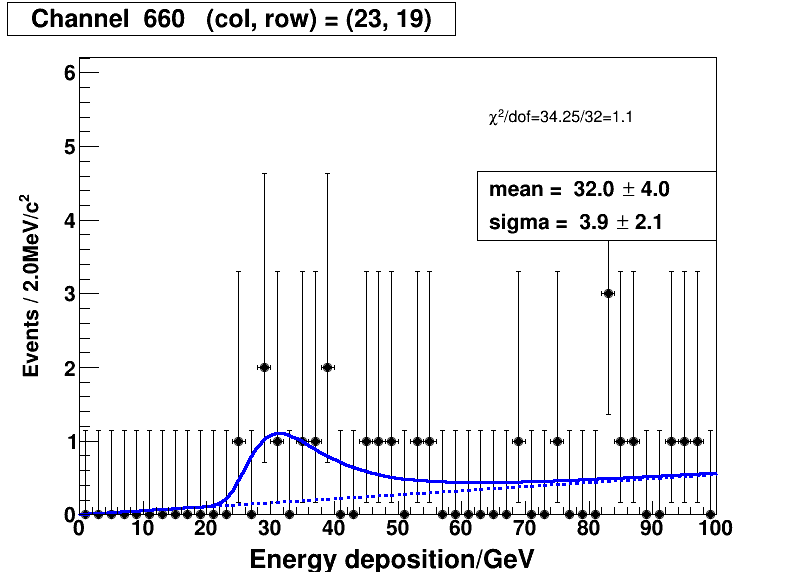 Channel 660 (col, row) = (23, 19)
χ²/dof=34.25/32=1.1
mean = 32.0 ± 4.0
sigma = 3.9 ± 2.1
Events / 2.0MeV/c²
6
5
4
3
2
1
0
0 10 20 30 40 50 60 70 80 90 100
Energy deposition/GeV